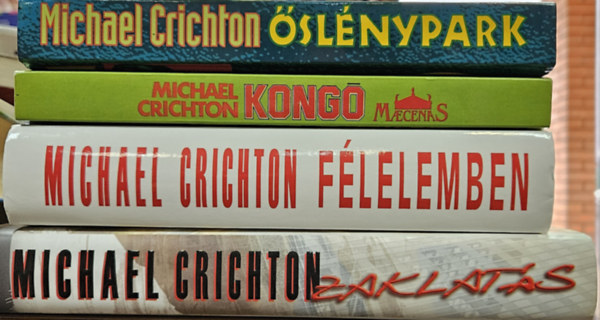 Michael Crichton ŐSLÉNYPARK
MICHAEL
CRICHTON KONGÓ MÆCENAS
MICHAEL CRICHTON FÉLELEMBEN
MICHAEL CRICHTON ZAKLATÁS